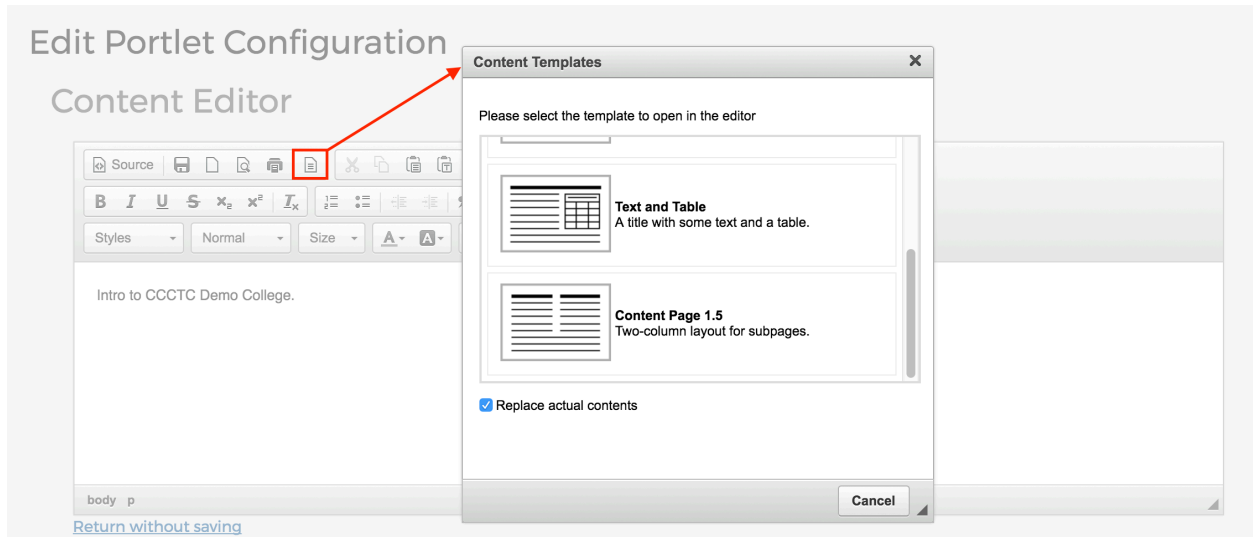 Edit Portlet Configuration
Content Editor
Content Templates
Please select the template to open in the editor
Source
B I U S x₂ x² Tx
Styles Normal Size A A
Text and Table
A title with some text and a table.
Content Page 1.5
Two-column layout for subpages.
Intro to CCCTC Demo College.
Replace actual contents
Cancel
body p
Return without saving